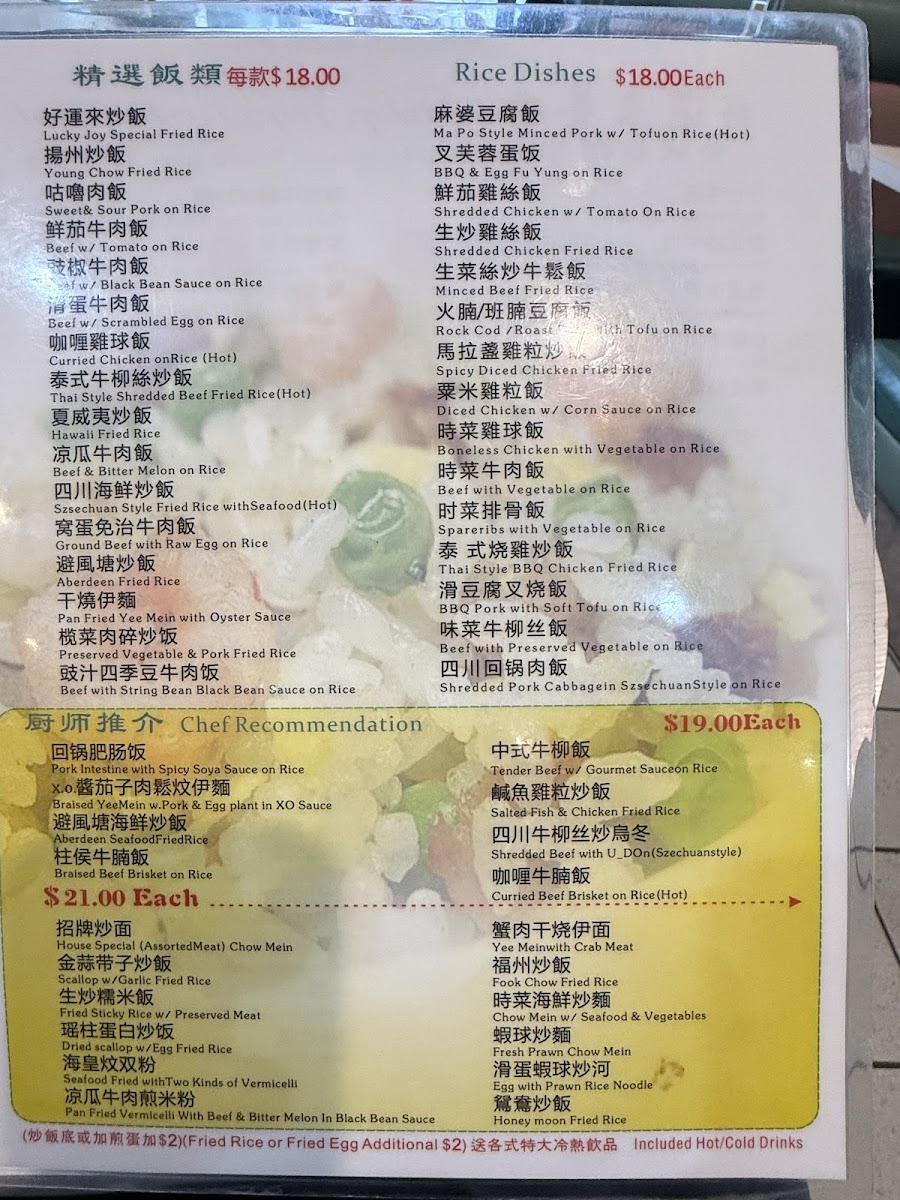 精選飯類 每款$18.00
好運來炒飯
Lucky Joy Special Fried Rice
揚州炒飯
Young Chow Fried Rice
咕嚕肉飯
Sweet& Sour Pork on Rice
鮮茄牛肉飯
Beef w/ Tomato on Rice
豉椒牛肉飯
w/ Black Bean Sauce on Rice
滑蛋牛肉飯
Beef w/ Scrambled Egg on Rice
咖喱雞球飯
Curried Chicken onRice (Hot)
泰式牛柳絲炒飯
Thai Style Shredded Beef Fried Rice(Hot)
夏威夷炒飯
Hawaii Fried Rice
凉瓜牛肉飯
Beef & Bitter Melon on Rice
四川海鮮炒飯
Szsechuan Style Fried Rice withSeafood(Hot)
窝蛋免治牛肉飯
Ground Beef with Raw Egg on Rice
避風塘炒飯
Aberdeen Fried Rice
干燒伊麵
Pan Fried Yee Mein with Oyster Sauce
榄菜肉碎炒饭
Preserved Vegetable & Pork Fried Rice
豉汁四季豆牛肉饭
Beef with String Bean Black Bean Sauce on Rice
Rice Dishes $18.00Each
麻婆豆腐飯
Ma Po Style Minced Pork w/ Tofuon Rice(Hot)
叉芙蓉蛋饭
BBQ & Egg Fu Yung on Rice
鮮茄雞絲飯
Shredded Chicken w/ Tomato On Rice
生炒雞絲飯
Shredded Chicken Fried Rice
生菜絲炒牛鬆飯
Minced Beef Fried Rice
火腩/班腩豆腐飯
Rock Cod /Roast with Tofu on Rice
馬拉盞雞粒炒飯
Spicy Diced Chicken Fried Rice
粟米雞粒飯
Diced Chicken w/ Corn Sauce on Rice
時菜雞球飯
Boneless Chicken with Vegetable on Rice
時菜牛肉飯
Beef with Vegetable on Rice
时菜排骨飯
Spareribs with Vegetable on Rice
泰 式烧雞炒飯
Thai Style BBQ Chicken Fried Rice
滑豆腐叉烧飯
BBQ Pork with Soft Tofu on Rice
味菜牛柳丝飯
Beef with Preserved Vegetable on Rice
四川回锅肉飯
Shredded Pork Cabbagein SzsechuanStyle on Rice
厨师推介 Chef Recommendation $19.00Each
回锅肥肠饭
Pork Intestine with Spicy Soya Sauce on Rice
x.o.醬茄子肉鬆炆伊麵
Braised YeeMein w.Pork & Egg plant in XO Sauce
避風塘海鮮炒飯
Aberdeen SeafoodFriedRice
柱侯牛腩飯
Braised Beef Brisket on Rice
中式牛柳飯
Tender Beef w/ Gourmet Sauceon Rice
鹹魚雞粒炒飯
Salted Fish & Chicken Fried Rice
四川牛柳丝炒烏冬
Shredded Beef with U_DOn(Szechuanstyle)
咖喱牛腩飯
Curried Beef Brisket on Rice(Hot)
$21.00 Each
招牌炒面
House Special (AssortedMeat) Chow Mein
金蒜带子炒飯
Scallop w/Garlic Fried Rice
生炒糯米飯
Fried Sticky Rice w/ Preserved Meat
瑶柱蛋白炒饭
Dried scallop w/Egg Fried Rice
海皇炆双粉
Seafood Fried withTwo Kinds of Vermicelli
凉瓜牛肉煎米粉
Pan Fried Vermicelli With Beef & Bitter Melon In Black Bean Sauce
蟹肉干烧伊面
Yee Meinwith Crab Meat
福州炒飯
Fook Chow Fried Rice
時菜海鮮炒麵
Chow Mein w/ Seafood & Vegetables
蝦球炒麵
Fresh Prawn Chow Mein
滑蛋蝦球炒河
Egg with Prawn Rice Noodle
鴛鴦炒飯
Honey moon Fried Rice
(炒飯底或加煎蛋加$2)(Fried Rice or Fried Egg Additional $2) 送各式特大冷熱飲品 Included Hot/Cold Drinks